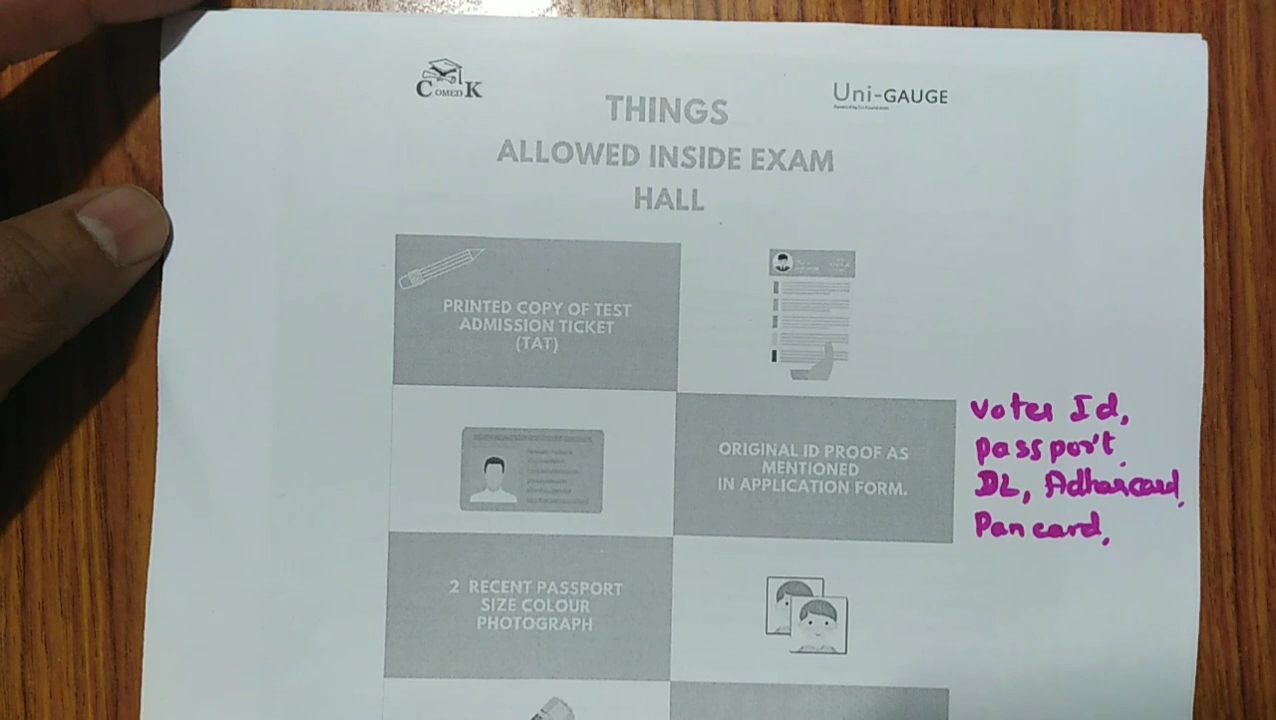 COMEDK
Uni-GAUGE
THINGS
ALLOWED INSIDE EXAM
HALL
PRINTED COPY OF TEST
ADMISSION TICKET
(TAT)
ORIGINAL ID PROOF AS
MENTIONED
IN APPLICATION FORM.
Voter Id,
passport,
DL, Adharcard,
Pan card,
2 RECENT PASSPORT
SIZE COLOUR
PHOTOGRAPH